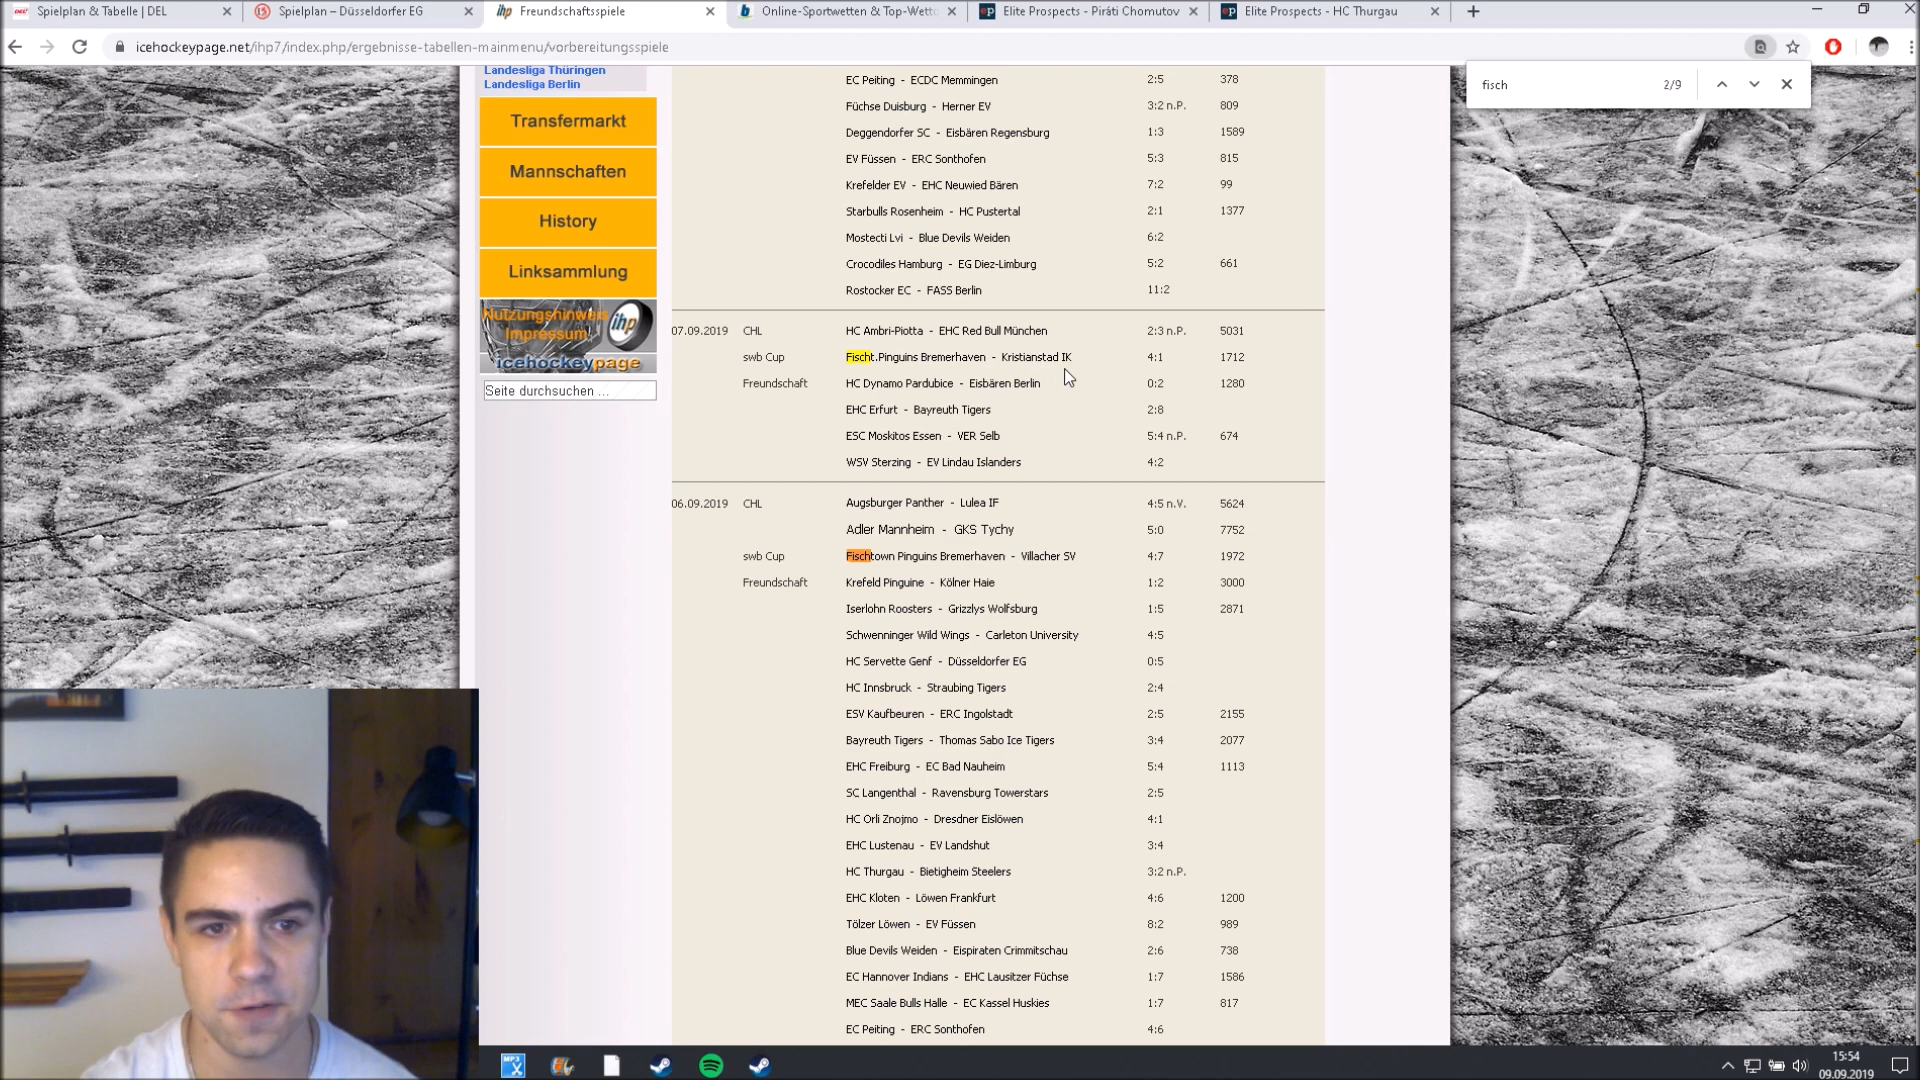 Spielplan & Tabelle | DEL
Spielplan – Düsseldorfer EG
Freundschaftsspiele
Online-Sportwetten & Top-Wetto
Elite Prospects - Piráti Chomutov
Elite Prospects - HC Thurgau
icehockeypage.net/ihp7/index.php/ergebnisse-tabellen-mainmenu/vorbereitungsspiele
fisch 2/9
Landesliga Thüringen
Landesliga Berlin
Transfermarkt
Mannschaften
History
Linksammlung
Nutzungshinweis
Impressum
ihp
icehockeypage
Seite durchsuchen ...
EC Peiting - ECDC Memmingen 2:5 378
Füchse Duisburg - Herner EV 3:2 n.P. 809
Deggendorfer SC - Eisbären Regensburg 1:3 1589
EV Füssen - ERC Sonthofen 5:3 815
Krefelder EV - EHC Neuwied Bären 7:2 99
Starbulls Rosenheim - HC Pustertal 2:1 1377
Mostecti Lvi - Blue Devils Weiden 6:2
Crocodiles Hamburg - EG Diez-Limburg 5:2 661
Rostocker EC - FASS Berlin 11:2
07.09.2019 CHL HC Ambri-Piotta - EHC Red Bull München 2:3 n.P. 5031
swb Cup Fischt.Pinguins Bremerhaven - Kristianstad IK 4:1 1712
Freundschaft HC Dynamo Pardubice - Eisbären Berlin 0:2 1280
EHC Erfurt - Bayreuth Tigers 2:8
ESC Moskitos Essen - VER Selb 5:4 n.P. 674
WSV Sterzing - EV Lindau Islanders 4:2
06.09.2019 CHL Augsburger Panther - Lulea IF 4:5 n.V. 5624
Adler Mannheim - GKS Tychy 5:0 7752
swb Cup Fischtown Pinguins Bremerhaven - Villacher SV 4:7 1972
Freundschaft Krefeld Pinguine - Kölner Haie 1:2 3000
Iserlohn Roosters - Grizzlys Wolfsburg 1:5 2871
Schwenninger Wild Wings - Carleton University 4:5
HC Servette Genf - Düsseldorfer EG 0:5
HC Innsbruck - Straubing Tigers 2:4
ESV Kaufbeuren - ERC Ingolstadt 2:5 2155
Bayreuth Tigers - Thomas Sabo Ice Tigers 3:4 2077
EHC Freiburg - EC Bad Nauheim 5:4 1113
SC Langenthal - Ravensburg Towerstars 2:5
HC Orli Znojmo - Dresdner Eislöwen 4:1
EHC Lustenau - EV Landshut 3:4
HC Thurgau - Bietigheim Steelers 3:2 n.P.
EHC Kloten - Löwen Frankfurt 4:6 1200
Tölzer Löwen - EV Füssen 8:2 989
Blue Devils Weiden - Eispiraten Crimmitschau 2:6 738
EC Hannover Indians - EHC Lausitzer Füchse 1:7 1586
MEC Saale Bulls Halle - EC Kassel Huskies 1:7 817
EC Peiting - ERC Sonthofen 4:6
MP3
15:54
09.09.2019